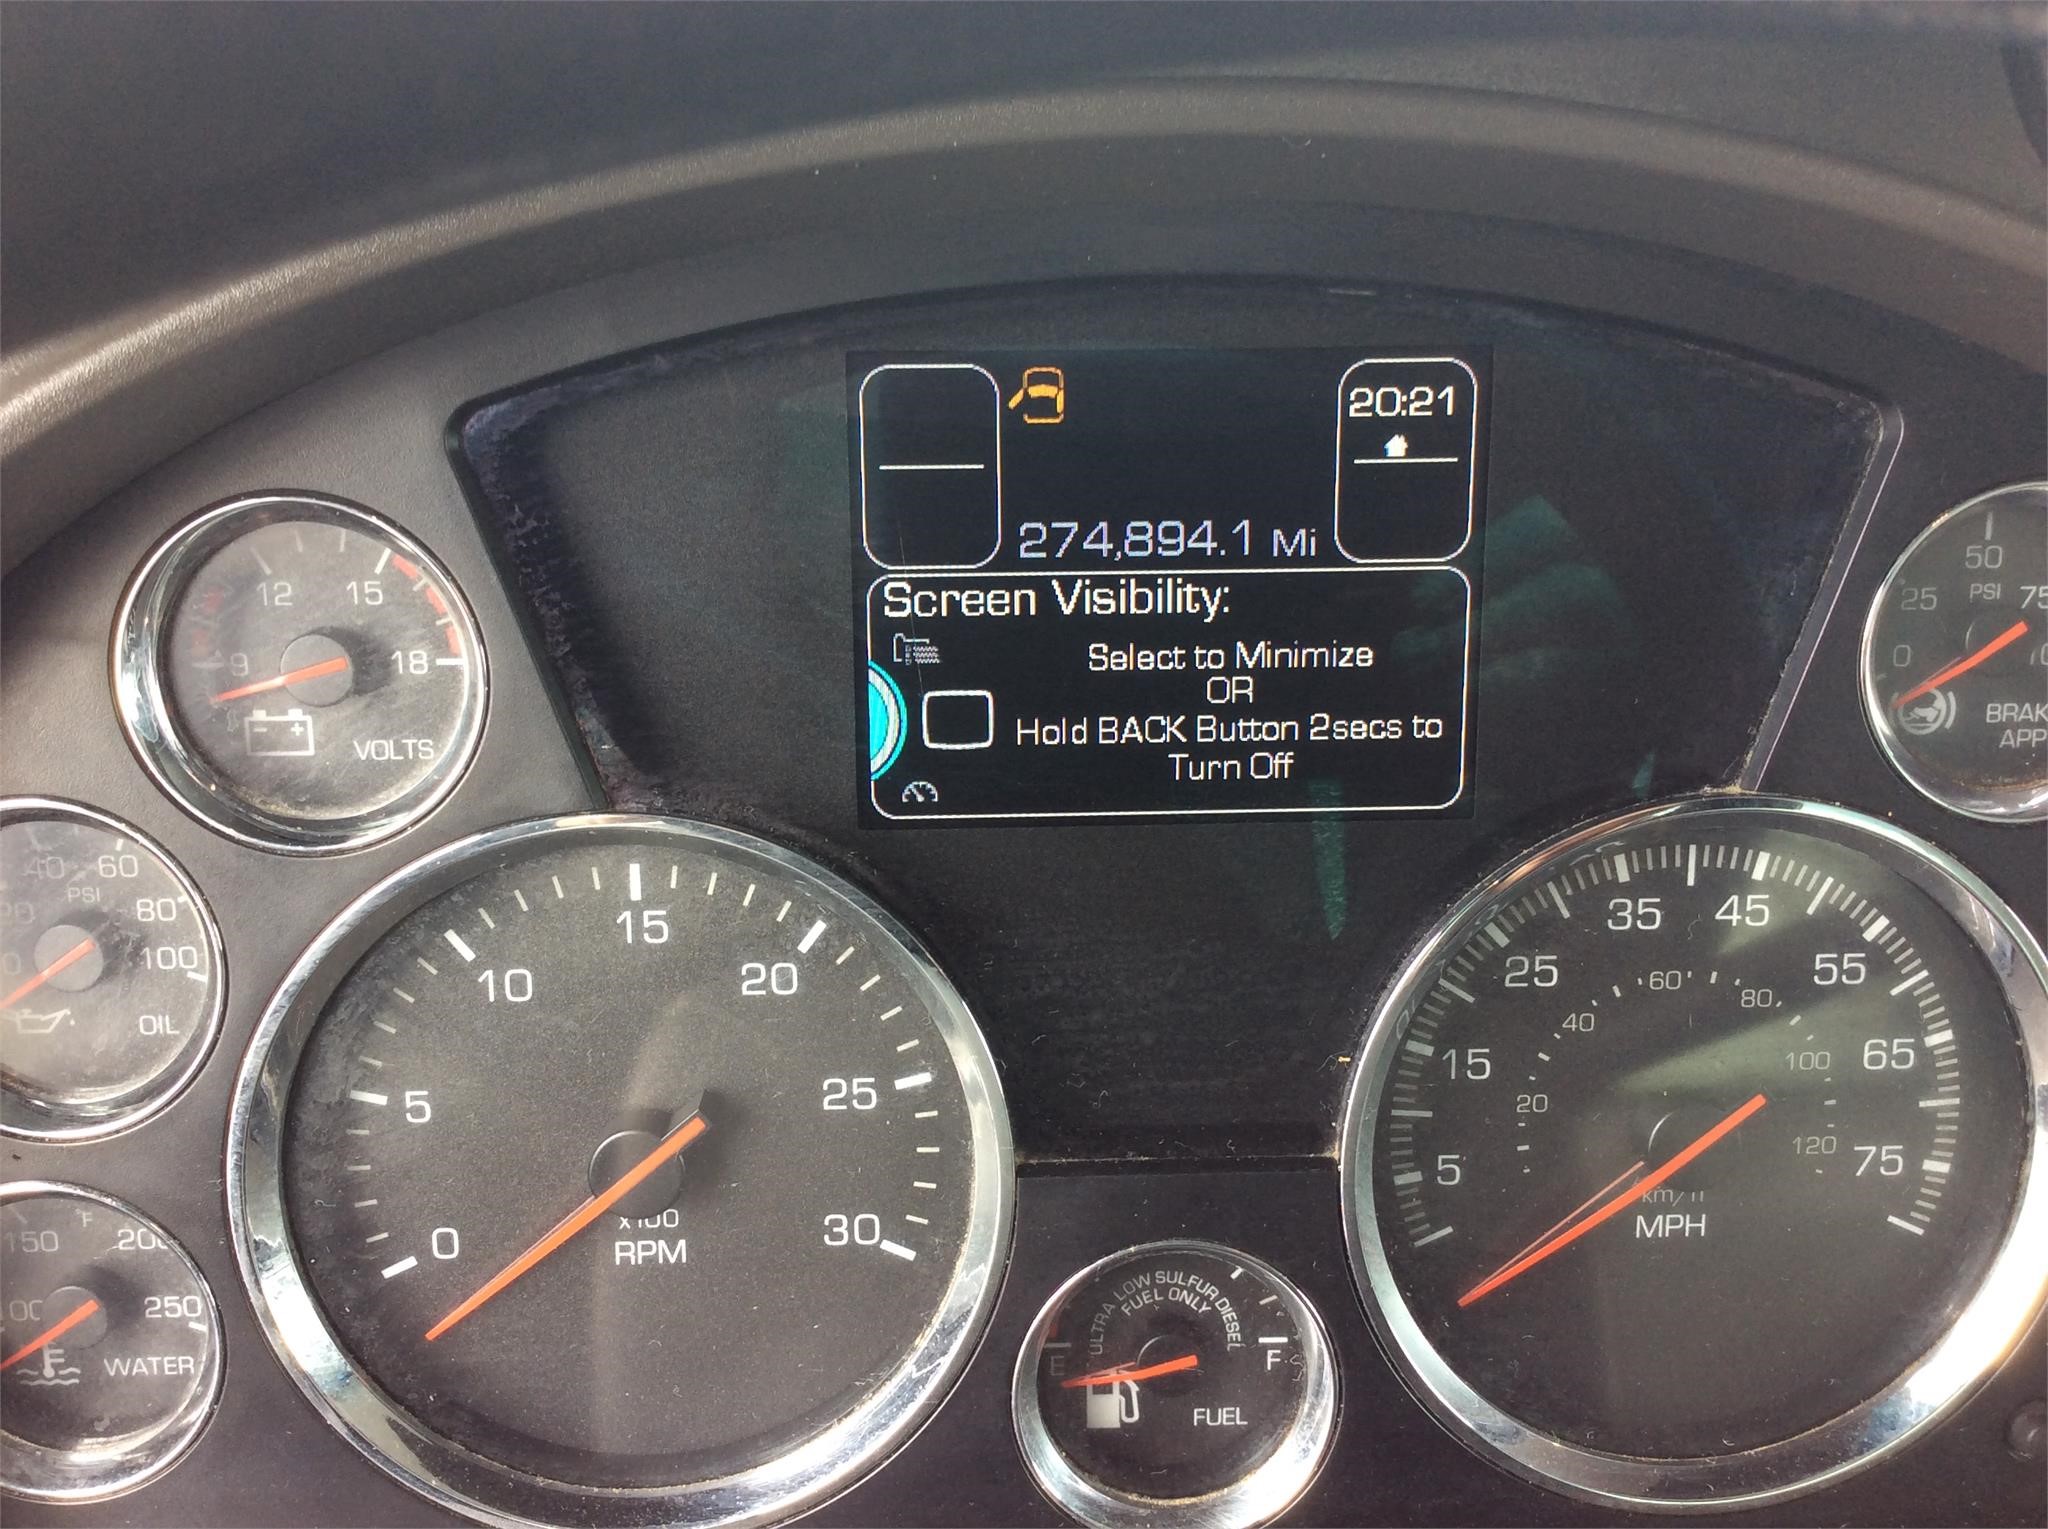 20:21
274,894.1 Mi
Screen Visibility:
Select to Minimize
OR
Hold BACK Button 2secs to
Turn Off
9 12 15 18
VOLTS
40 60 80 100
PSI
OIL
150 200 250
°F
WATER
0 5 10 15 20 25 30
x100
RPM
ULTRA LOW SULFUR DIESEL
FUEL ONLY
E F
FUEL
5 15 25 35 45 55 65 75
20 40 60 80 100 120
km/h
MPH
0 25 50 75
PSI